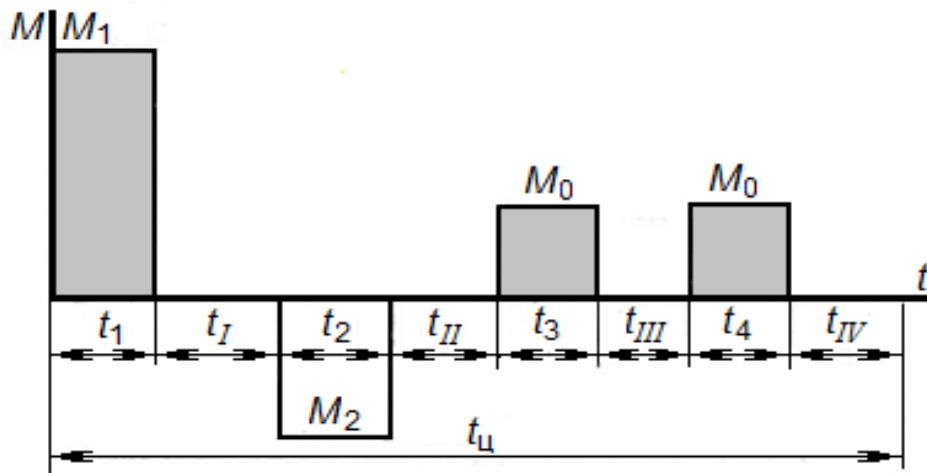 M M₁
M₀ M₀
t
t₁ t_I t₂ t_II t₃ t_III t₄ t_IV
M₂
t_ц